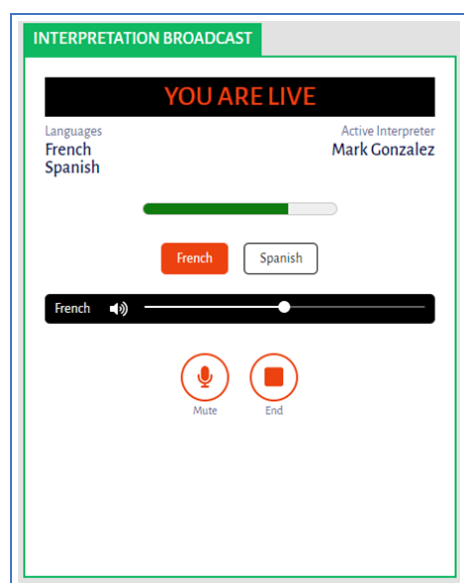 INTERPRETATION BROADCAST
YOU ARE LIVE
Languages
French
Spanish
Active Interpreter
Mark Gonzalez
French
Spanish
French
Mute
End